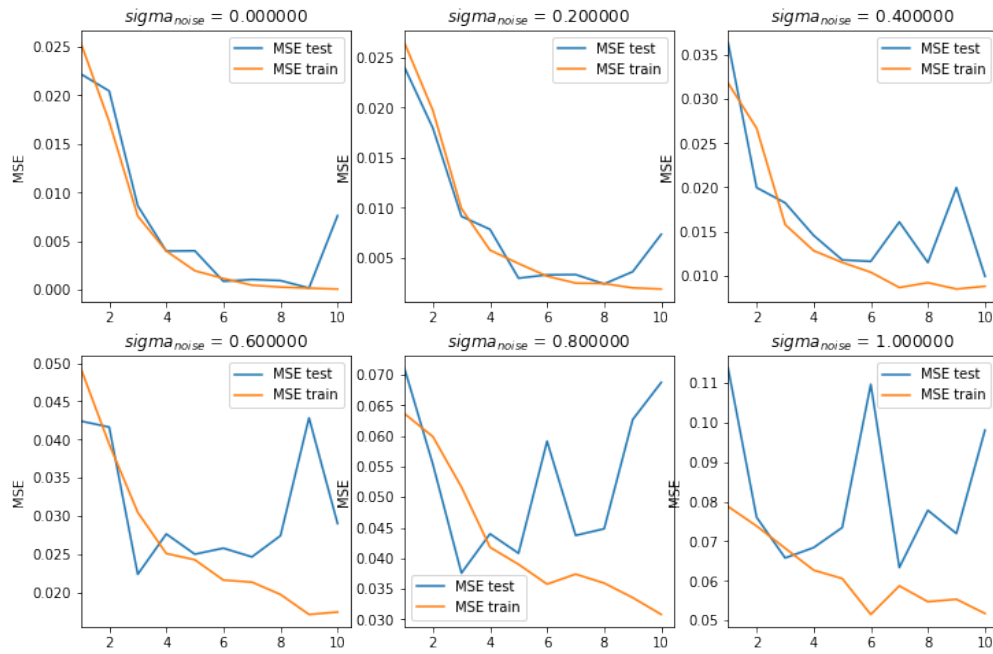 sigma_noise = 0.000000
MSE
0.025
0.020
0.015
0.010
0.005
0.000
2 4 6 8 10
MSE test
MSE train
sigma_noise = 0.200000
MSE
0.025
0.020
0.015
0.010
0.005
2 4 6 8 10
MSE test
MSE train
sigma_noise = 0.400000
MSE
0.035
0.030
0.025
0.020
0.015
0.010
2 4 6 8 10
MSE test
MSE train
sigma_noise = 0.600000
MSE
0.050
0.045
0.040
0.035
0.030
0.025
0.020
2 4 6 8 10
MSE test
MSE train
sigma_noise = 0.800000
MSE
0.070
0.065
0.060
0.055
0.050
0.045
0.040
0.035
0.030
2 4 6 8 10
MSE test
MSE train
sigma_noise = 1.000000
MSE
0.11
0.10
0.09
0.08
0.07
0.06
0.05
2 4 6 8 10
MSE test
MSE train